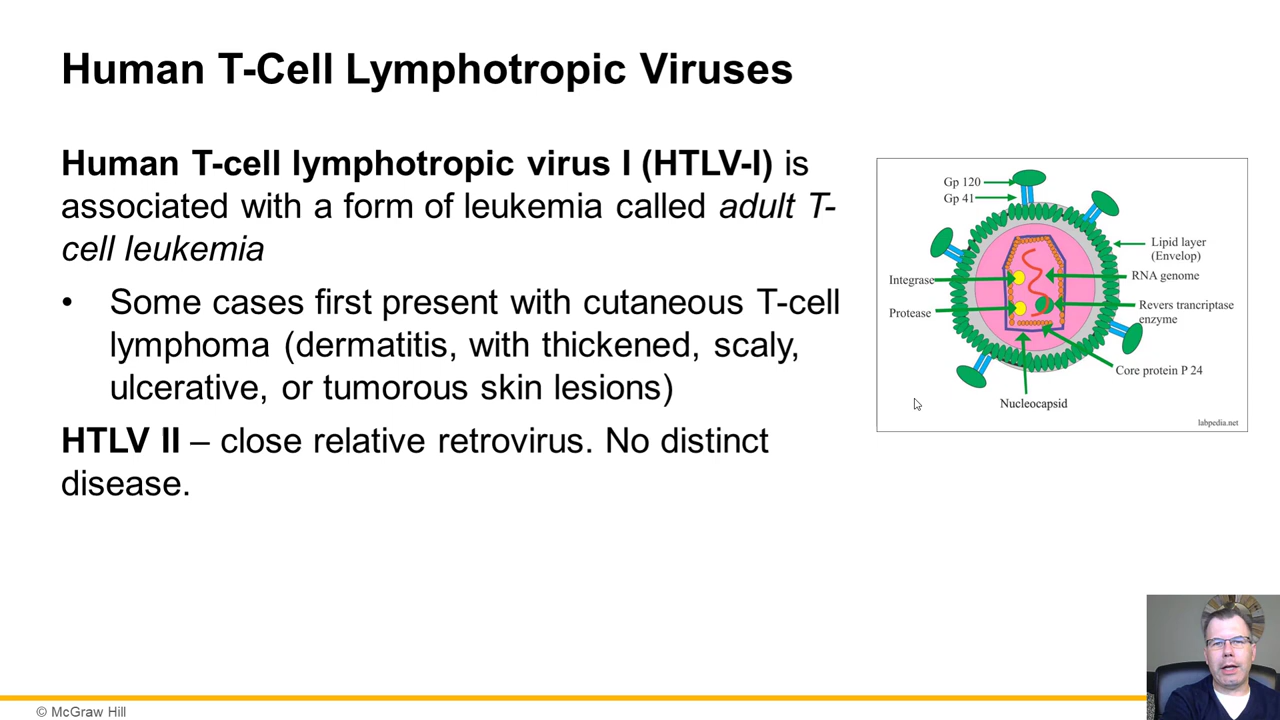 Human T-Cell Lymphotropic Viruses
Human T-cell lymphotropic virus I (HTLV-I) is
associated with a form of leukemia called adult T-
cell leukemia
• Some cases first present with cutaneous T-cell
lymphoma (dermatitis, with thickened, scaly,
ulcerative, or tumorous skin lesions)
HTLV II – close relative retrovirus. No distinct
disease.
Gp 120
Gp 41
Lipid layer
(Envelop)
Integrase
RNA genome
Protease
Revers trancriptase
enzyme
Core protein P 24
Nucleocapsid
labpedia.net
© McGraw Hill